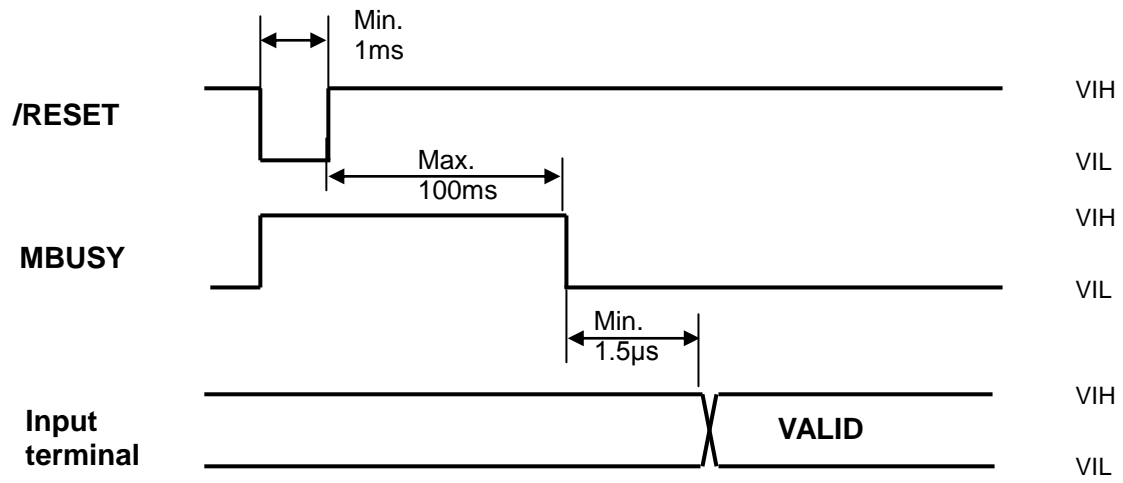 Min.
1ms
/RESET
VIH
VIL
Max.
100ms
MBUSY
VIH
VIL
Min.
1.5µs
Input
terminal
VALID
VIH
VIL